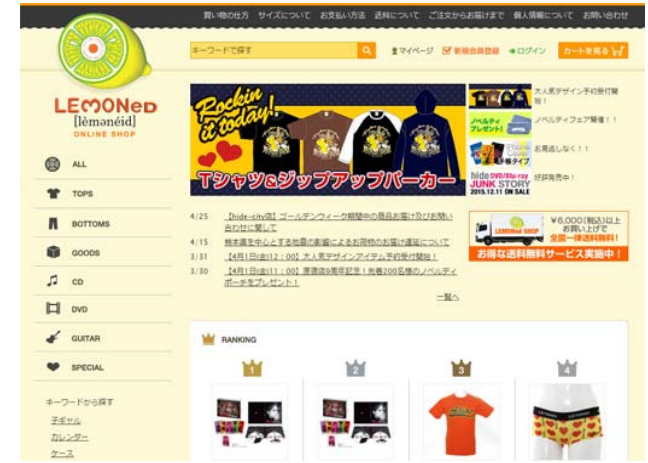 買い物の仕方 サイズについて お支払い方法 送料について ご注文からお届けまで 個人情報について お問い合わせ
キーワードで探す
マイページ 新規会員登録 ログイン カートを見る
LEMONeD
[lèmənéid]
ONLINE SHOP
ALL
TOPS
BOTTOMS
GOODS
CD
DVD
GUITAR
SPECIAL
キーワードから探す
子ギャル
カレンダー
ケース
Rockin
it today!
Tシャツ&ジップアップパーカー
大人気デザイン予約受付開
始!
ノベルティ
プレゼント!
ノベルティフェア開催!!
Phone
Cover
手帳タイプ
お見逃しなく!!
hide DVD/Blu-ray
JUNK STORY
2015.12.11 ON SALE
好評発売中!
4/25 【hide-city店】ゴールデンウィーク期間中の商品お届け及びお問い
合わせに関して
4/15 熊本県を中心とする地震の影響によるお荷物のお届け遅延について
3/31 【4月1日(金)12:00】大人気デザインアイテム予約受付開始!
3/30 【4月1日(金)11:00】原宿店9周年記念!先着200名様のノベルティ
ポーチをプレゼント!
一覧へ
LEMONeD SHOP
¥6,000(税込)以上
お買い上げで
全国一律送料無料!
お得な送料無料サービス実施中!
RANKING
1
2
3
4